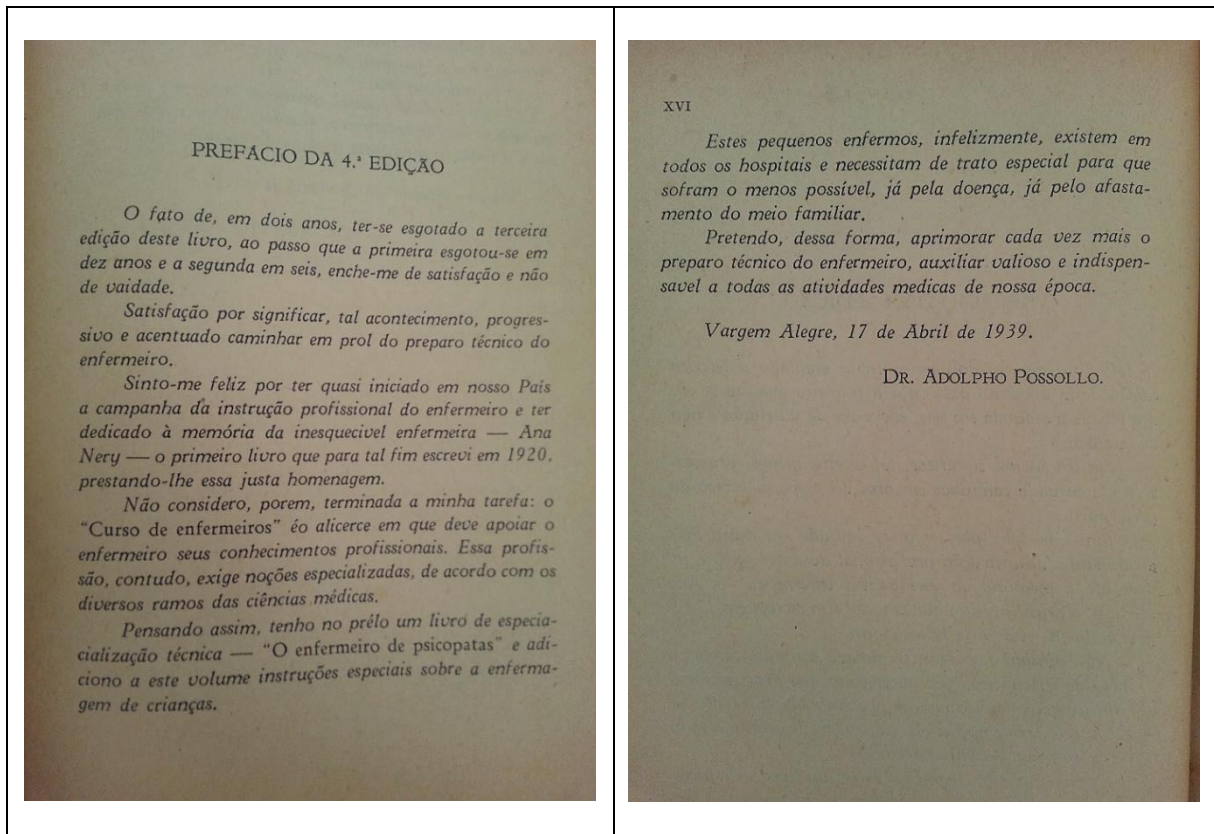 PREFÁCIO DA 4.ª EDIÇÃO
O fato de, em dois anos, ter-se esgotado a terceira
edição deste livro, ao passo que a primeira esgotou-se em
dez anos e a segunda em seis, enche-me de satisfação e não
de vaidade.
Satisfação por significar, tal acontecimento, progres-
sivo e acentuado caminhar em prol do preparo técnico do
enfermeiro.
Sinto-me feliz por ter quasi iniciado em nosso País
a campanha da instrução profissional do enfermeiro e ter
dedicado à memória da inesquecivel enfermeira — Ana
Nery — o primeiro livro que para tal fim escrevi em 1920,
prestando-lhe essa justa homenagem.
Não considero, porem, terminada a minha tarefa: o
"Curso de enfermeiros" éo alicerce em que deve apoiar o
enfermeiro seus conhecimentos profissionais. Essa profis-
são, contudo, exige noções especializadas, de acordo com os
diversos ramos das ciências médicas.
Pensando assim, tenho no prélo um livro de especia-
cialização técnica — "O enfermeiro de psicopatas" e adi-
ciono a este volume instruções especiais sobre a enferma-
gem de crianças.
XVI
Estes pequenos enfermos, infelizmente, existem em
todos os hospitais e necessitam de trato especial para que
sofram o menos possível, já pela doença, já pelo afasta-
mento do meio familiar.
Pretendo, dessa forma, aprimorar cada vez mais o
preparo técnico do enfermeiro, auxiliar valioso e indispen-
savel a todas as atividades medicas de nossa época.
Vargem Alegre, 17 de Abril de 1939.
DR. ADOLPHO POSSOLLO.